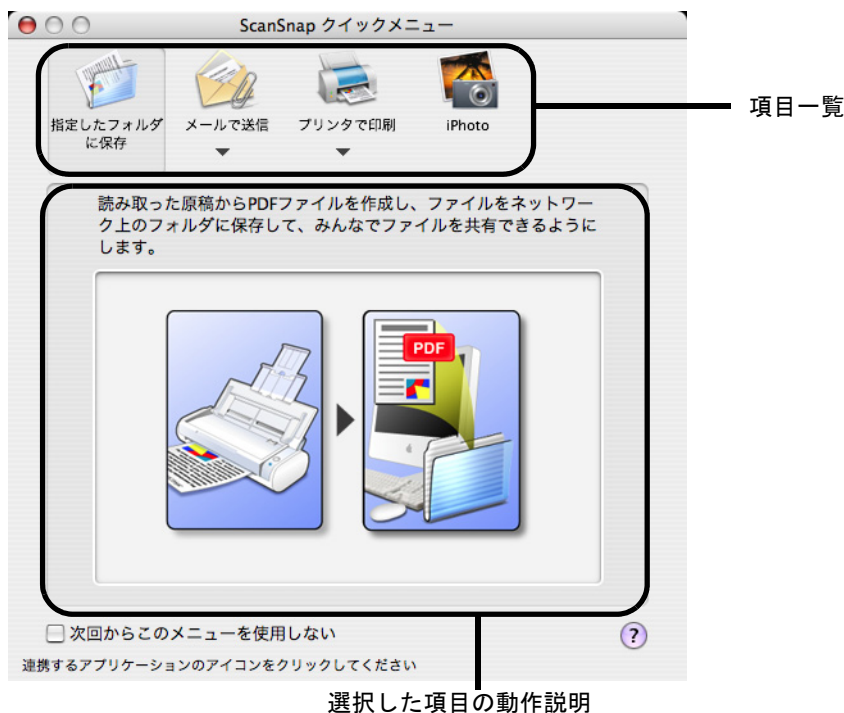 ScanSnap クイックメニュー
指定したフォルダ
に保存
メールで送信
プリンタで印刷
iPhoto
項目一覧
読み取った原稿からPDFファイルを作成し、ファイルをネットワー
ク上のフォルダに保存して、みんなでファイルを共有できるように
します。
PDF
次回からこのメニューを使用しない
?
連携するアプリケーションのアイコンをクリックしてください
選択した項目の動作説明